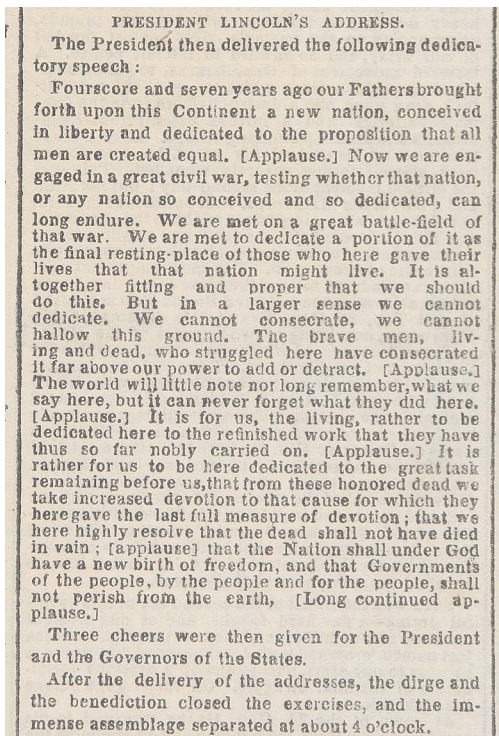 PRESIDENT LINCOLN'S ADDRESS.
The President then delivered the following dedica-
tory speech :
Fourscore and seven years ago our Fathers brought
forth upon this Continent a new nation, conceived
in liberty and dedicated to the proposition that all
men are created equal. [Applause.] Now we are en-
gaged in a great civil war, testing whether that nation,
or any nation so conceived and so dedicated, can
long endure. We are met on a great battle-field of
that war. We are met to dedicate a portion of it as
the final resting-place of those who here gave their
lives that that nation might live. It is al-
together fitting and proper that we should
do this. But in a larger sense we cannot
dedicate. We cannot consecrate, we cannot
hallow this ground. The brave men, liv-
ing and dead, who struggled here have consecrated
it far above our power to add or detract. [Applause.]
The world will little note nor long remember, what we
say here, but it can never forget what they did here.
[Applause.] It is for us, the living, rather to be
dedicated here to the refinished work that they have
thus so far nobly carried on. [Applause.] It is
rather for us to be here dedicated to the great task
remaining before us, that from these honored dead we
take increased devotion to that cause for which they
here gave the last full measure of devotion ; that we
here highly resolve that the dead shall not have died
in vain ; [applause] that the Nation shall under God
have a new birth of freedom, and that Governments
of the people, by the people and for the people, shall
not perish from the earth, [Long continued ap-
plause.]
Three cheers were then given for the President
and the Governors of the States.
After the delivery of the addresses, the dirge and
the benediction closed the exercises, and the im-
mense assemblage separated at about 4 o'clock.